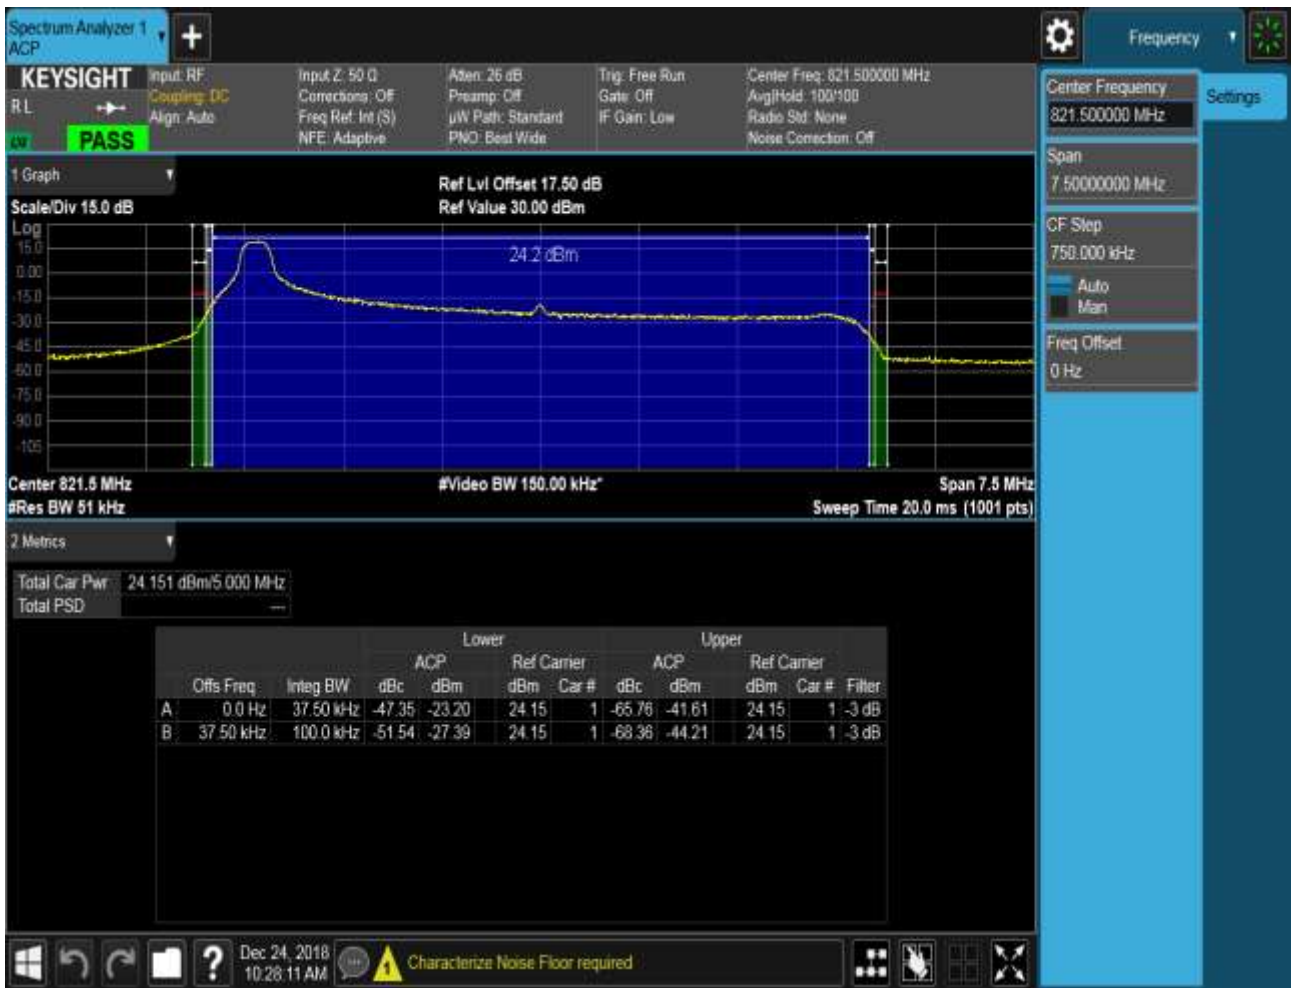 Spectrum Analyzer 1
ACP
Frequency
KEYSIGHT
Input: RF
Coupling: DC
Align: Auto
R L
PASS
Input Z: 50 Ω
Corrections: Off
Freq Ref: Int (S)
NFE: Adaptive
Atten: 26 dB
Preamp: Off
µW Path: Standard
PNO: Best Wide
Trig: Free Run
Gate: Off
IF Gain: Low
Center Freq: 821.500000 MHz
Avg|Hold: 100/100
Radio Std: None
Noise Correction: Off
Center Frequency
821.500000 MHz
Settings
Span
7.50000000 MHz
CF Step
750.000 kHz
Auto
Man
Freq Offset
0 Hz
1 Graph
Scale/Div 15.0 dB
Ref Lvl Offset 17.50 dB
Ref Value 30.00 dBm
Log
15.0
0.00
-15.0
-30.0
-45.0
-60.0
-75.0
-90.0
-105
24.2 dBm
Center 821.5 MHz
#Video BW 150.00 kHz*
Span 7.5 MHz
#Res BW 51 kHz
Sweep Time 20.0 ms (1001 pts)
2 Metrics
Total Car Pwr 24.151 dBm/5.000 MHz
Total PSD ---
Lower Upper
ACP Ref Carrier ACP Ref Carrier
Offs Freq Integ BW dBc dBm dBm Car # dBc dBm dBm Car # Filter
A 0.0 Hz 37.50 kHz -47.35 -23.20 24.15 1 -65.76 -41.61 24.15 1 -3 dB
B 37.50 kHz 100.0 kHz -51.54 -27.39 24.15 1 -68.36 -44.21 24.15 1 -3 dB
?
Dec 24, 2018
10:28:11 AM
1
Characterize Noise Floor required